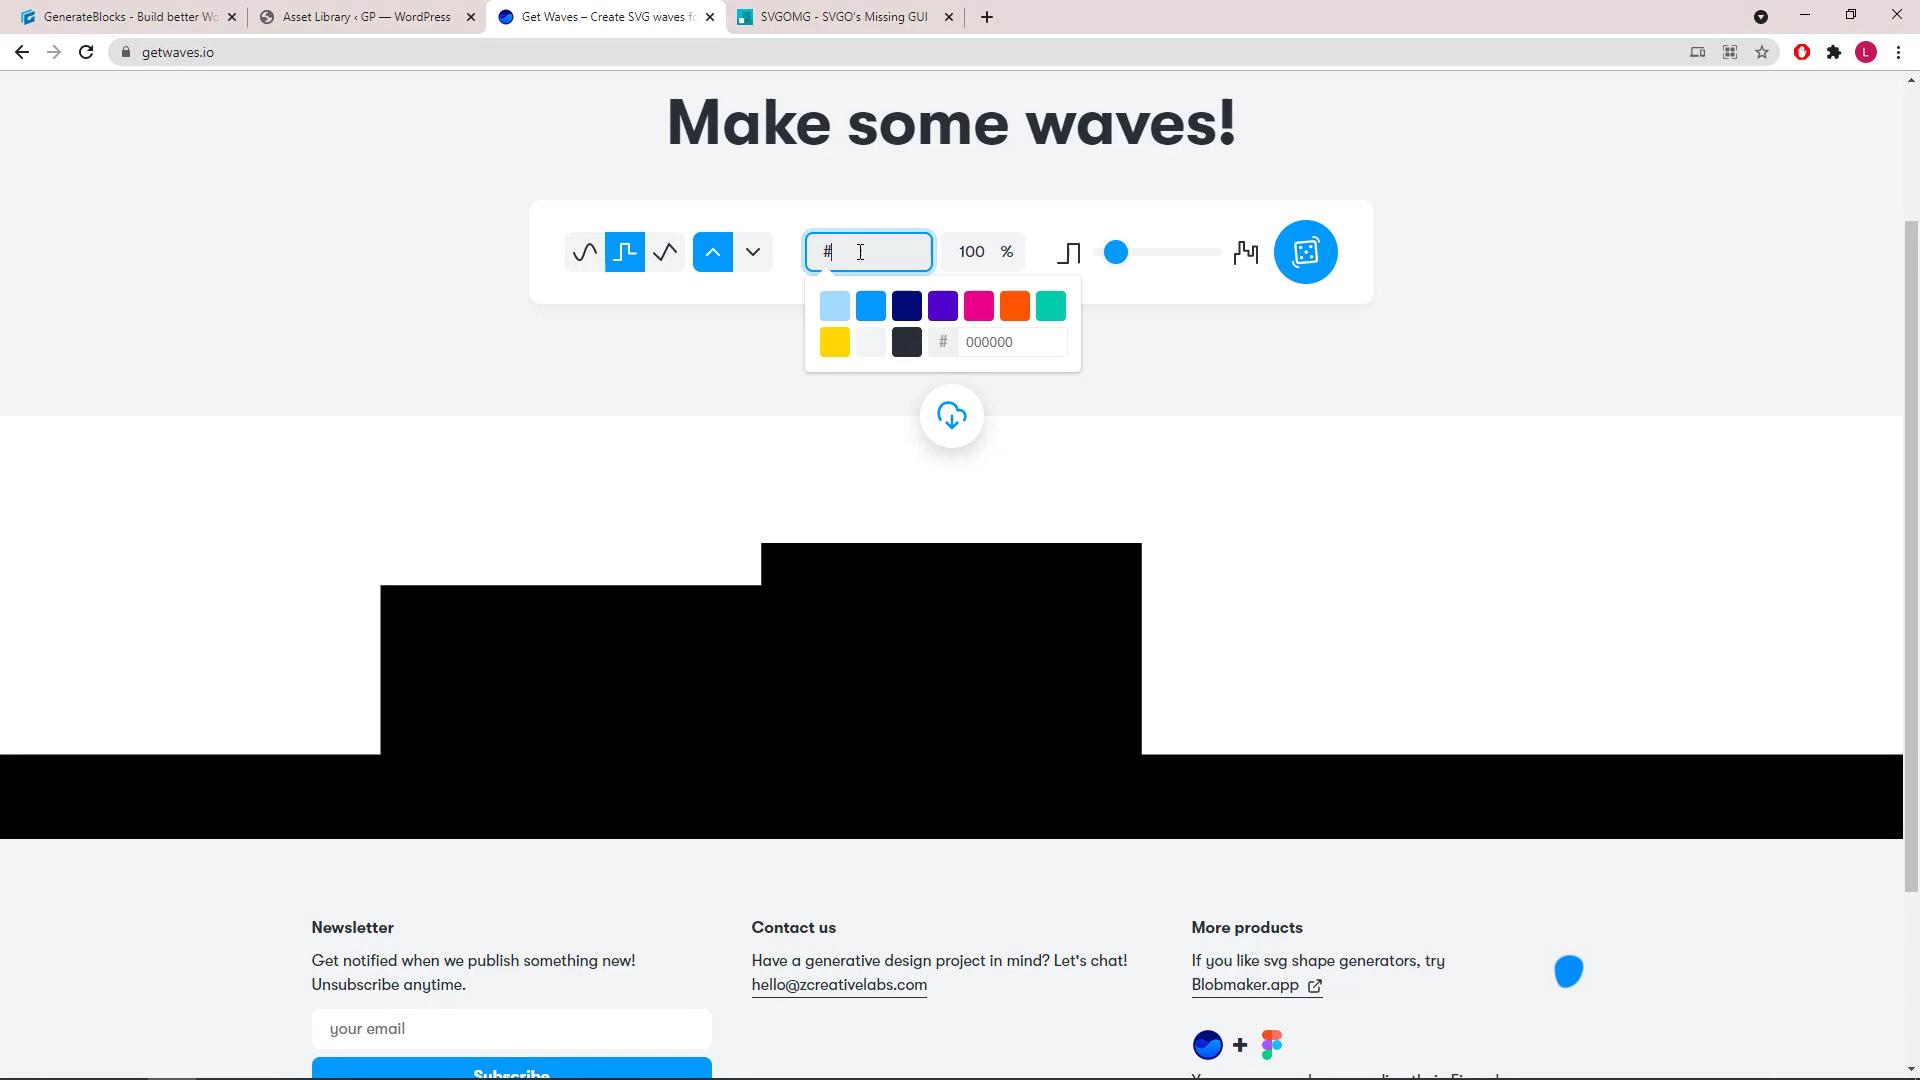 GenerateBlocks - Build better Wo
Asset Library ‹ GP — WordPress
Get Waves – Create SVG waves fo
SVGOMG - SVGO's Missing GUI
getwaves.io
L
Make some waves!
#
100 %
# 000000
Newsletter
Get notified when we publish something new!
Unsubscribe anytime.
your email
Subscribe
Contact us
Have a generative design project in mind? Let's chat!
hello@zcreativelabs.com
More products
If you like svg shape generators, try
Blobmaker.app
+